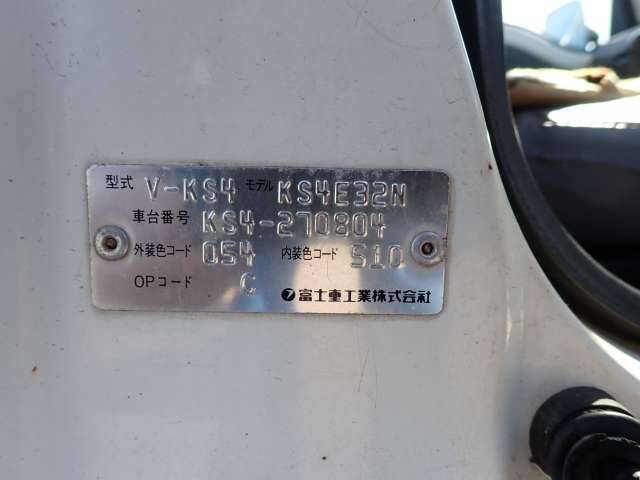 型式 V-KS4 モデル KS4E32N
車台番号 KS4-270804
外装色コード 054 内装色コード 510
OPコード C 富士重工業株式会社